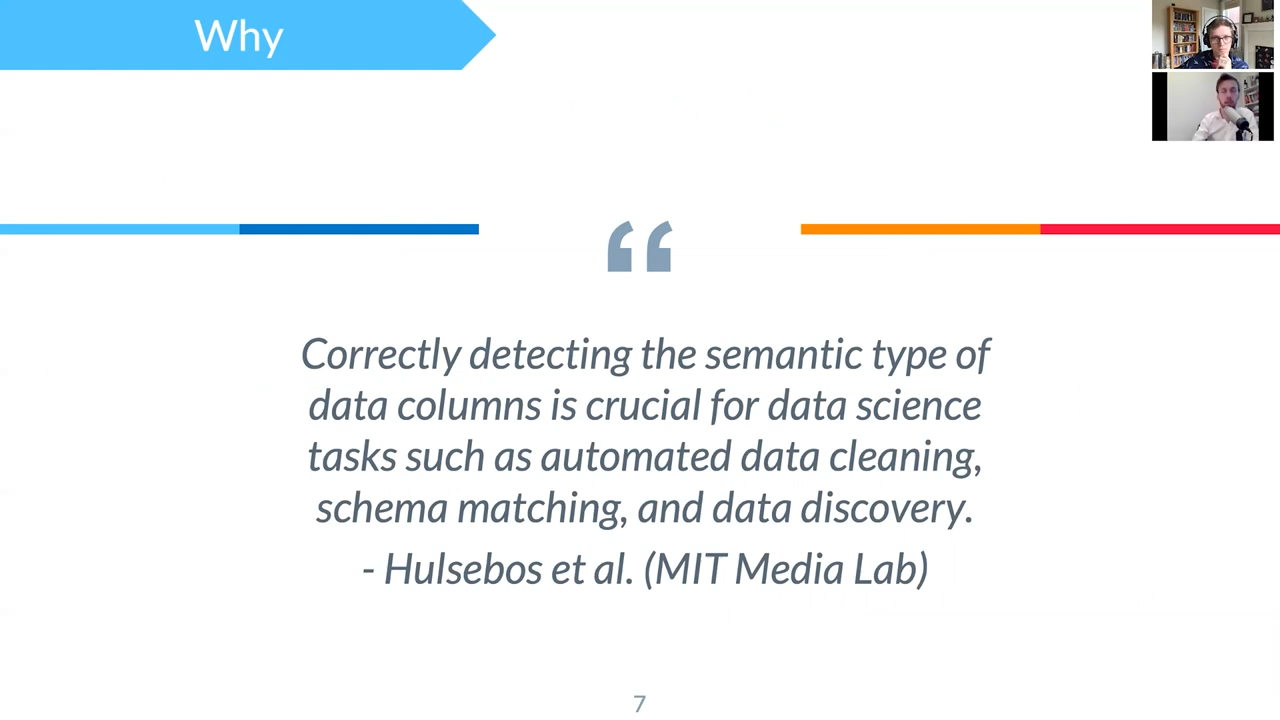 Why
“
Correctly detecting the semantic type of
data columns is crucial for data science
tasks such as automated data cleaning,
schema matching, and data discovery.
- Hulsebos et al. (MIT Media Lab)
7